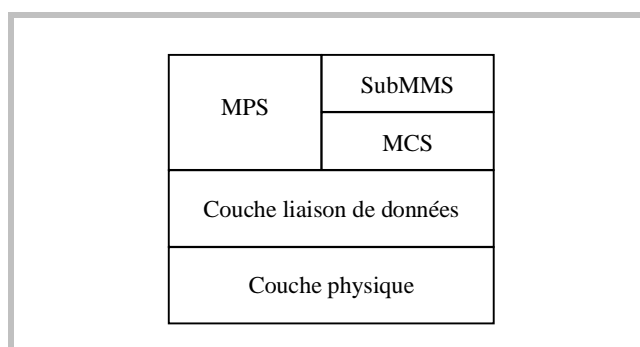 MPS
SubMMS
MCS
Couche liaison de données
Couche physique